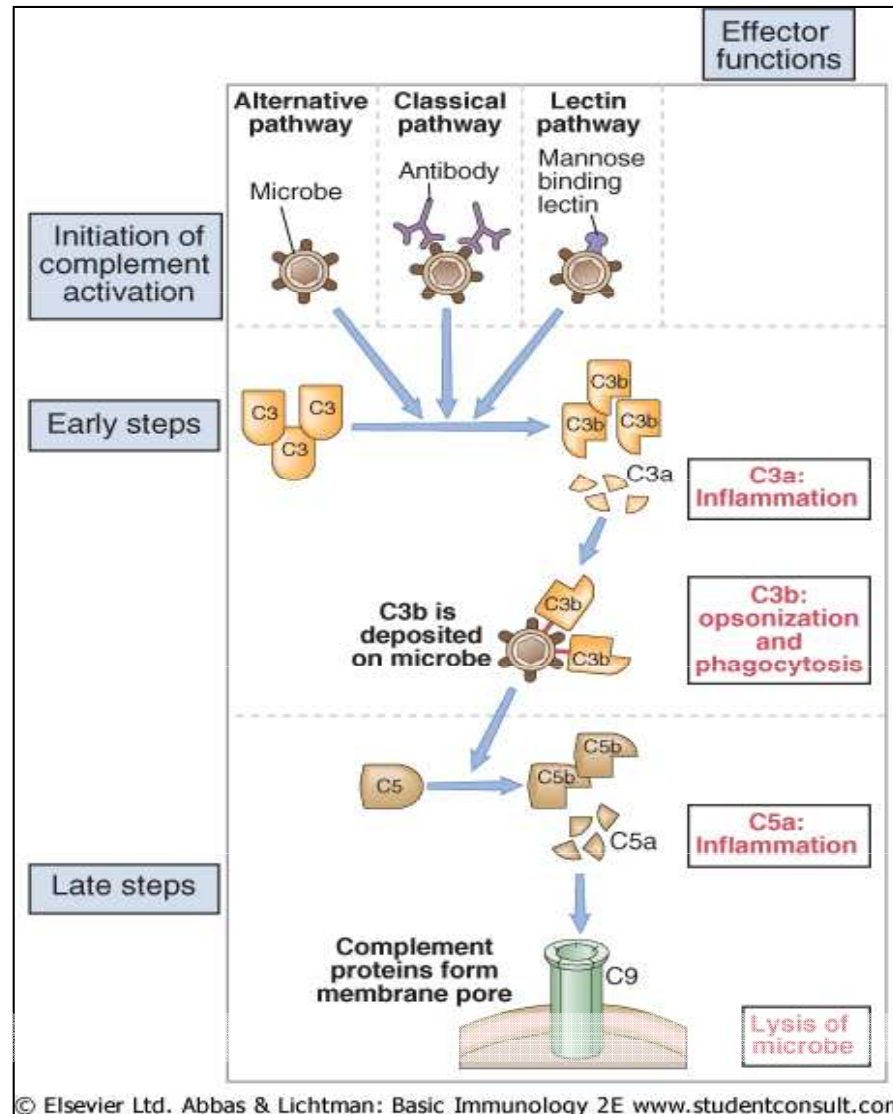 Effector
functions
Alternative
pathway
Classical
pathway
Lectin
pathway
Microbe
Antibody
Mannose
binding
lectin
Initiation of
complement
activation
Early steps
C3
C3
C3
C3b
C3b
C3b
C3a
C3a:
Inflammation
C3b is
deposited
on microbe
C3b
C3b
C3b:
opsonization
and
phagocytosis
C5
C5b
C5b
C5a
C5a:
Inflammation
Late steps
Complement
proteins form
membrane pore
C9
Lysis of
microbe
© Elsevier Ltd. Abbas & Lichtman: Basic Immunology 2E www.studentconsult.co